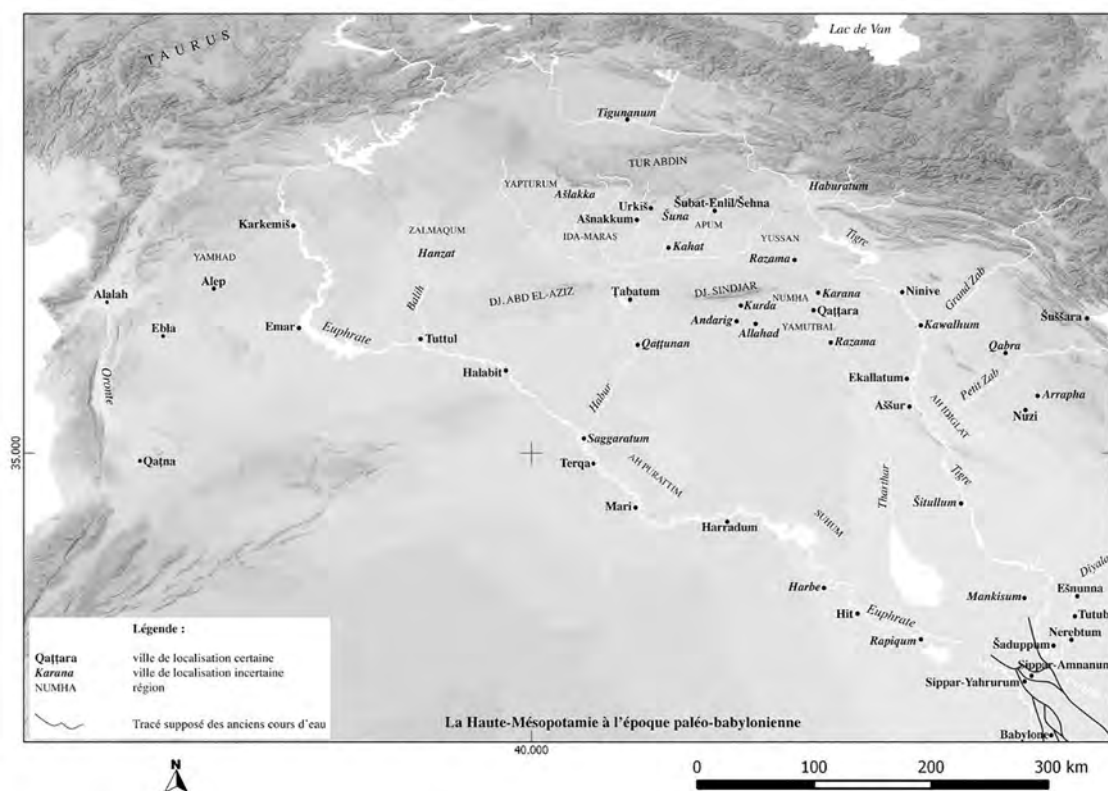 Lac de Van
TAURUS
Tigunanum
TUR ABDIN
YAPTURUM
Ašlakka
Haburatum
Urkiš
Šubat-Enlil/Šehna
Šuna
Karkemiš
Ašnakkum
APUM
ZALMAQUM
IDA-MARAS
YUSSAN
Tigre
Hanzat
Kahat
YAMHAD
Razama
Alep
Balih
DJ. ABD EL-AZIZ
DJ. SINDJAR
Grand Zab
Alalah
Tabatum
NUMHA
Karana
Ninive
Kurda
Qaṭṭara
Ebla
Emar
Euphrate
Andarig
Allahad
YAMUTBAL
Kawalhum
Šuššara
Tuttul
Qaṭṭunan
Razama
Qabra
Oronte
Halabit
Ekallatum
Petit Zab
Habur
Aššur
Arrapha
AH IDIGLAT
Nuzi
Saggaratum
35.000
Qaṭna
Terqa
AH PURATTIM
Tharthar
Tigre
Mari
Šitullum
Harradum
SUHUM
Diyala
Harbe
Mankisum
Ešnunna
Hit
Euphrate
Tutub
Rapiqum
Nerebtum
Šaduppum
Sippar-Amnanum
Sippar-Yahrurum
Babylone
Légende :
Qaṭṭara ville de localisation certaine
Karana ville de localisation incertaine
NUMHA région
Tracé supposé des anciens cours d'eau
La Haute-Mésopotamie à l'époque paléo-babylonienne
40.000
N
0 100 200 300 km